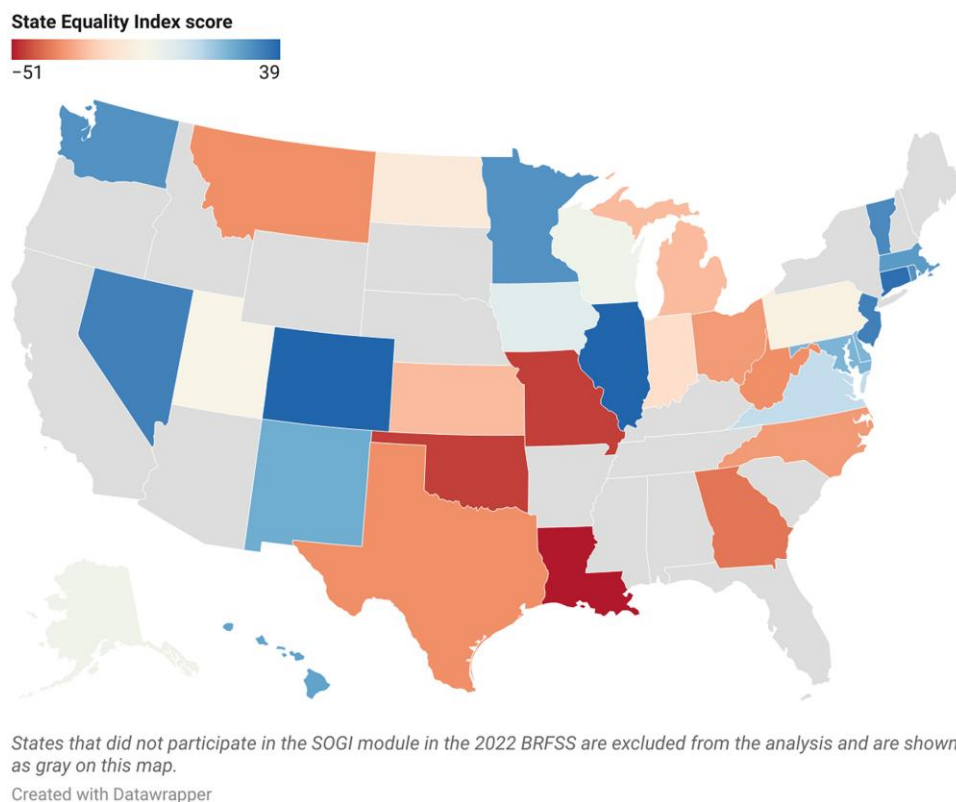 State Equality Index score
−51 39
States that did not participate in the SOGI module in the 2022 BRFSS are excluded from the analysis and are shown
as gray on this map.
Created with Datawrapper